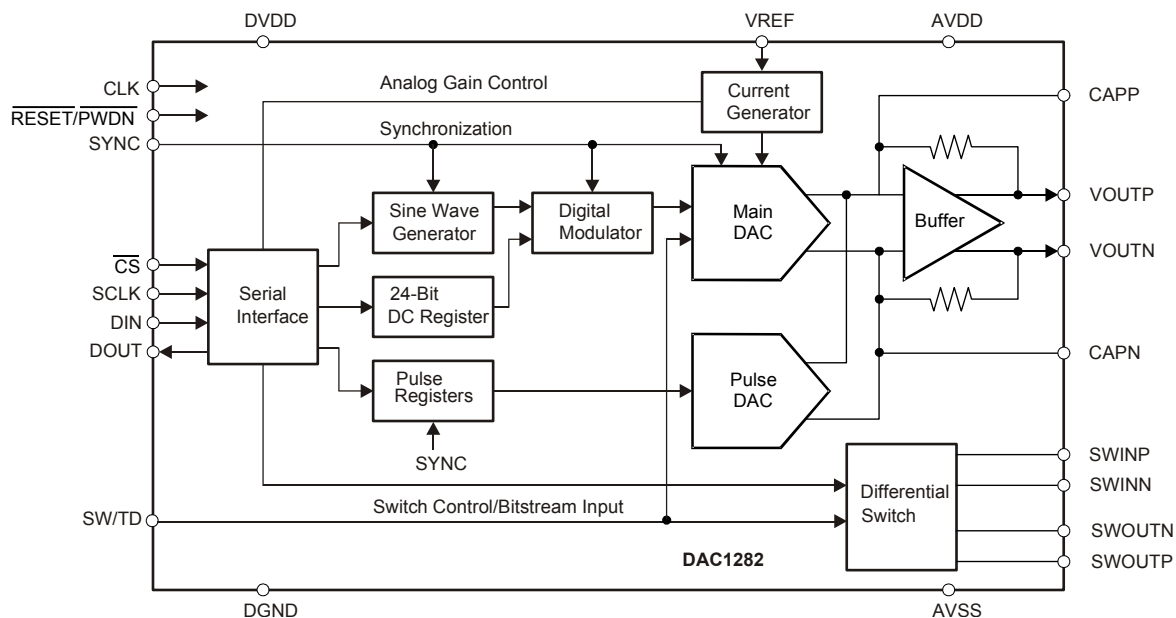 DVDD
VREF
AVDD
CLK
RESET/PWDN
SYNC
Analog Gain Control
Synchronization
Current
Generator
CAPP
Sine Wave
Generator
Digital
Modulator
Main
DAC
Buffer
VOUTP
VOUTN
CS
SCLK
DIN
DOUT
Serial
Interface
24-Bit
DC Register
Pulse
Registers
SYNC
Pulse
DAC
CAPN
SW/TD
Switch Control/Bitstream Input
Differential
Switch
SWINP
SWINN
SWOUTN
SWOUTP
DAC1282
DGND
AVSS